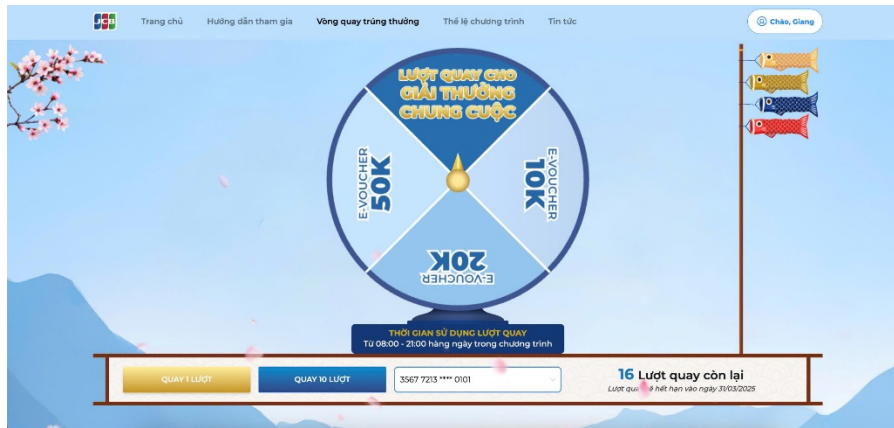 JCB
Trang chủ
Hướng dẫn tham gia
Vòng quay trúng thưởng
Thể lệ chương trình
Tin tức
Chào, Giang
LƯỢT QUAY CHO
GIẢI THƯỞNG
CHUNG CUỘC
E-VOUCHER
50K
E-VOUCHER
10K
20K
E-VOUCHER
THỜI GIAN SỬ DỤNG LƯỢT QUAY
Từ 08:00 - 21:00 hàng ngày trong chương trình
QUAY 1 LƯỢT
QUAY 10 LƯỢT
3567 7213 **** 0101
16 Lượt quay còn lại
Lượt hết hạn vào ngày 31/03/2025